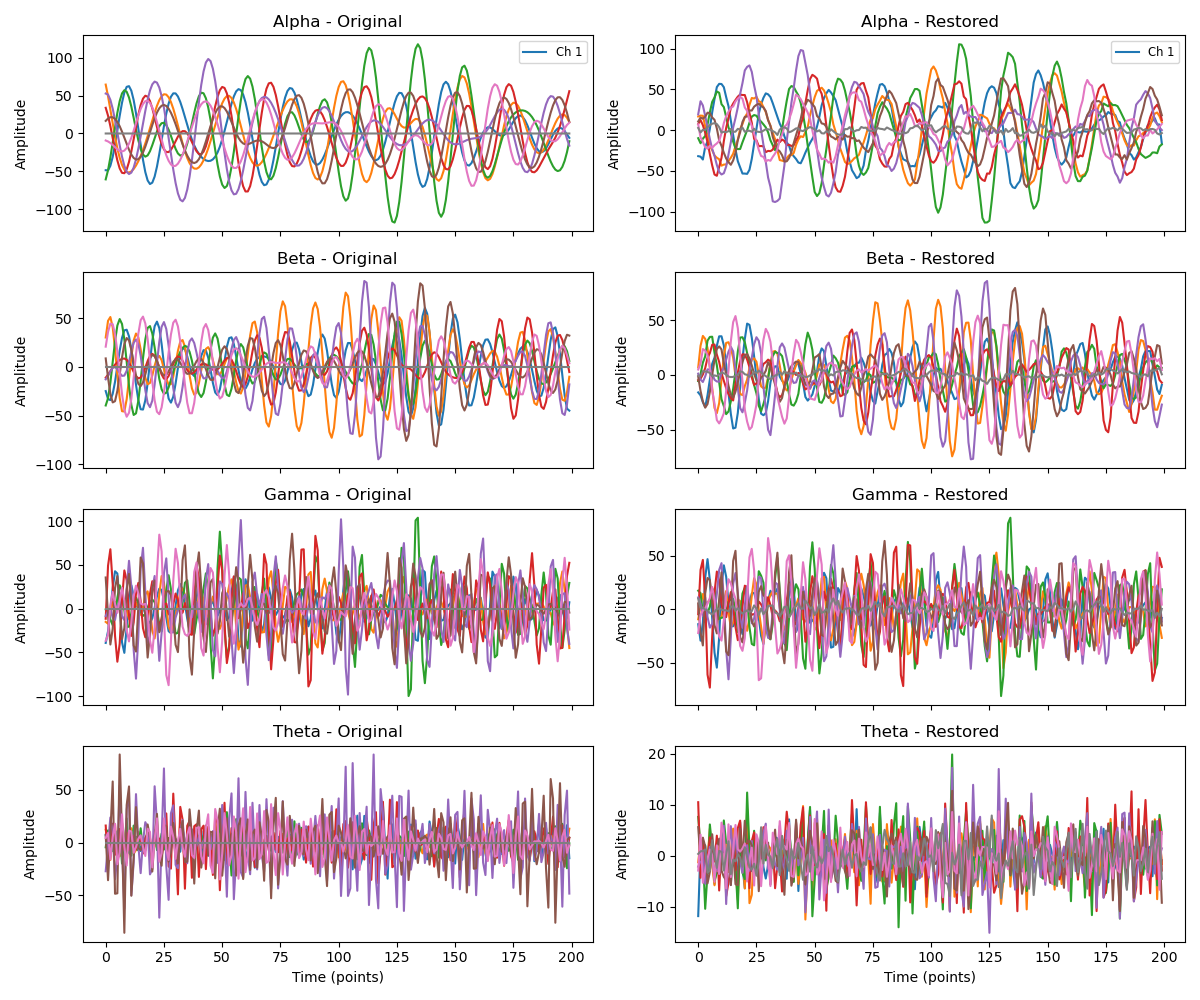 Alpha - Original
Alpha - Restored
Amplitude
100
50
0
−50
−100
Ch 1
Amplitude
100
50
0
−50
−100
Ch 1
Beta - Original
Beta - Restored
Amplitude
50
0
−50
−100
Amplitude
50
0
−50
Gamma - Original
Gamma - Restored
Amplitude
100
50
0
−50
−100
Amplitude
50
0
−50
Theta - Original
Theta - Restored
Amplitude
50
0
−50
Amplitude
20
10
0
−10
0 25 50 75 100 125 150 175 200
0 25 50 75 100 125 150 175 200
Time (points)
Time (points)